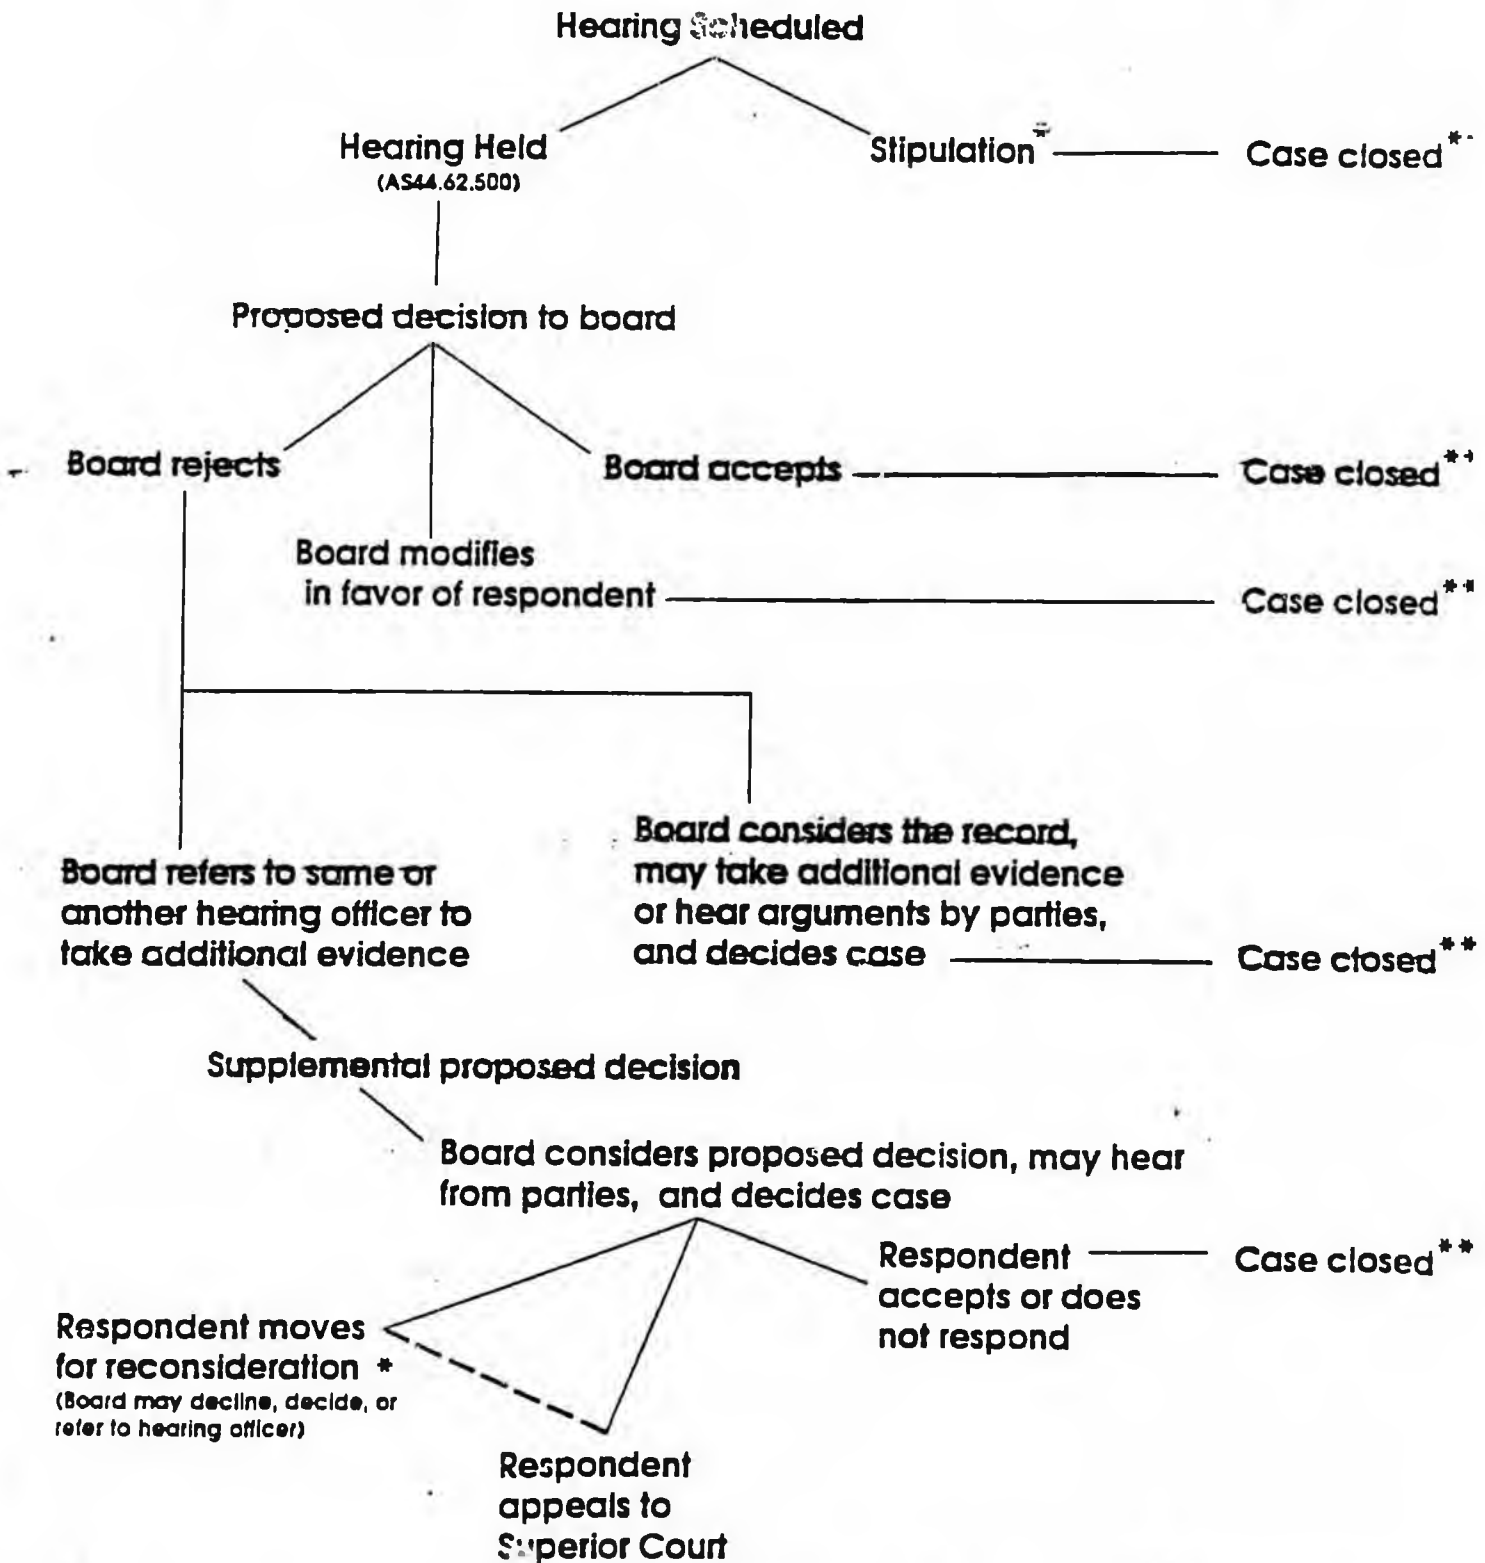 Hearing Scheduled
Hearing Held
(AS44.62.500)
Stipulation*
Case closed**
Proposed decision to board
Board rejects
Board accepts
Case closed**
Board modifies
in favor of respondent
Case closed**
Board refers to same or
another hearing officer to
take additional evidence
Board considers the record,
may take additional evidence
or hear arguments by parties,
and decides case
Case closed**
Supplemental proposed decision
Board considers proposed decision, may hear
from parties, and decides case
Respondent
accepts or does
not respond
Case closed**
Respondent moves
for reconsideration *
(Board may decline, decide, or
refer to hearing officer)
Respondent
appeals to
Superior Court